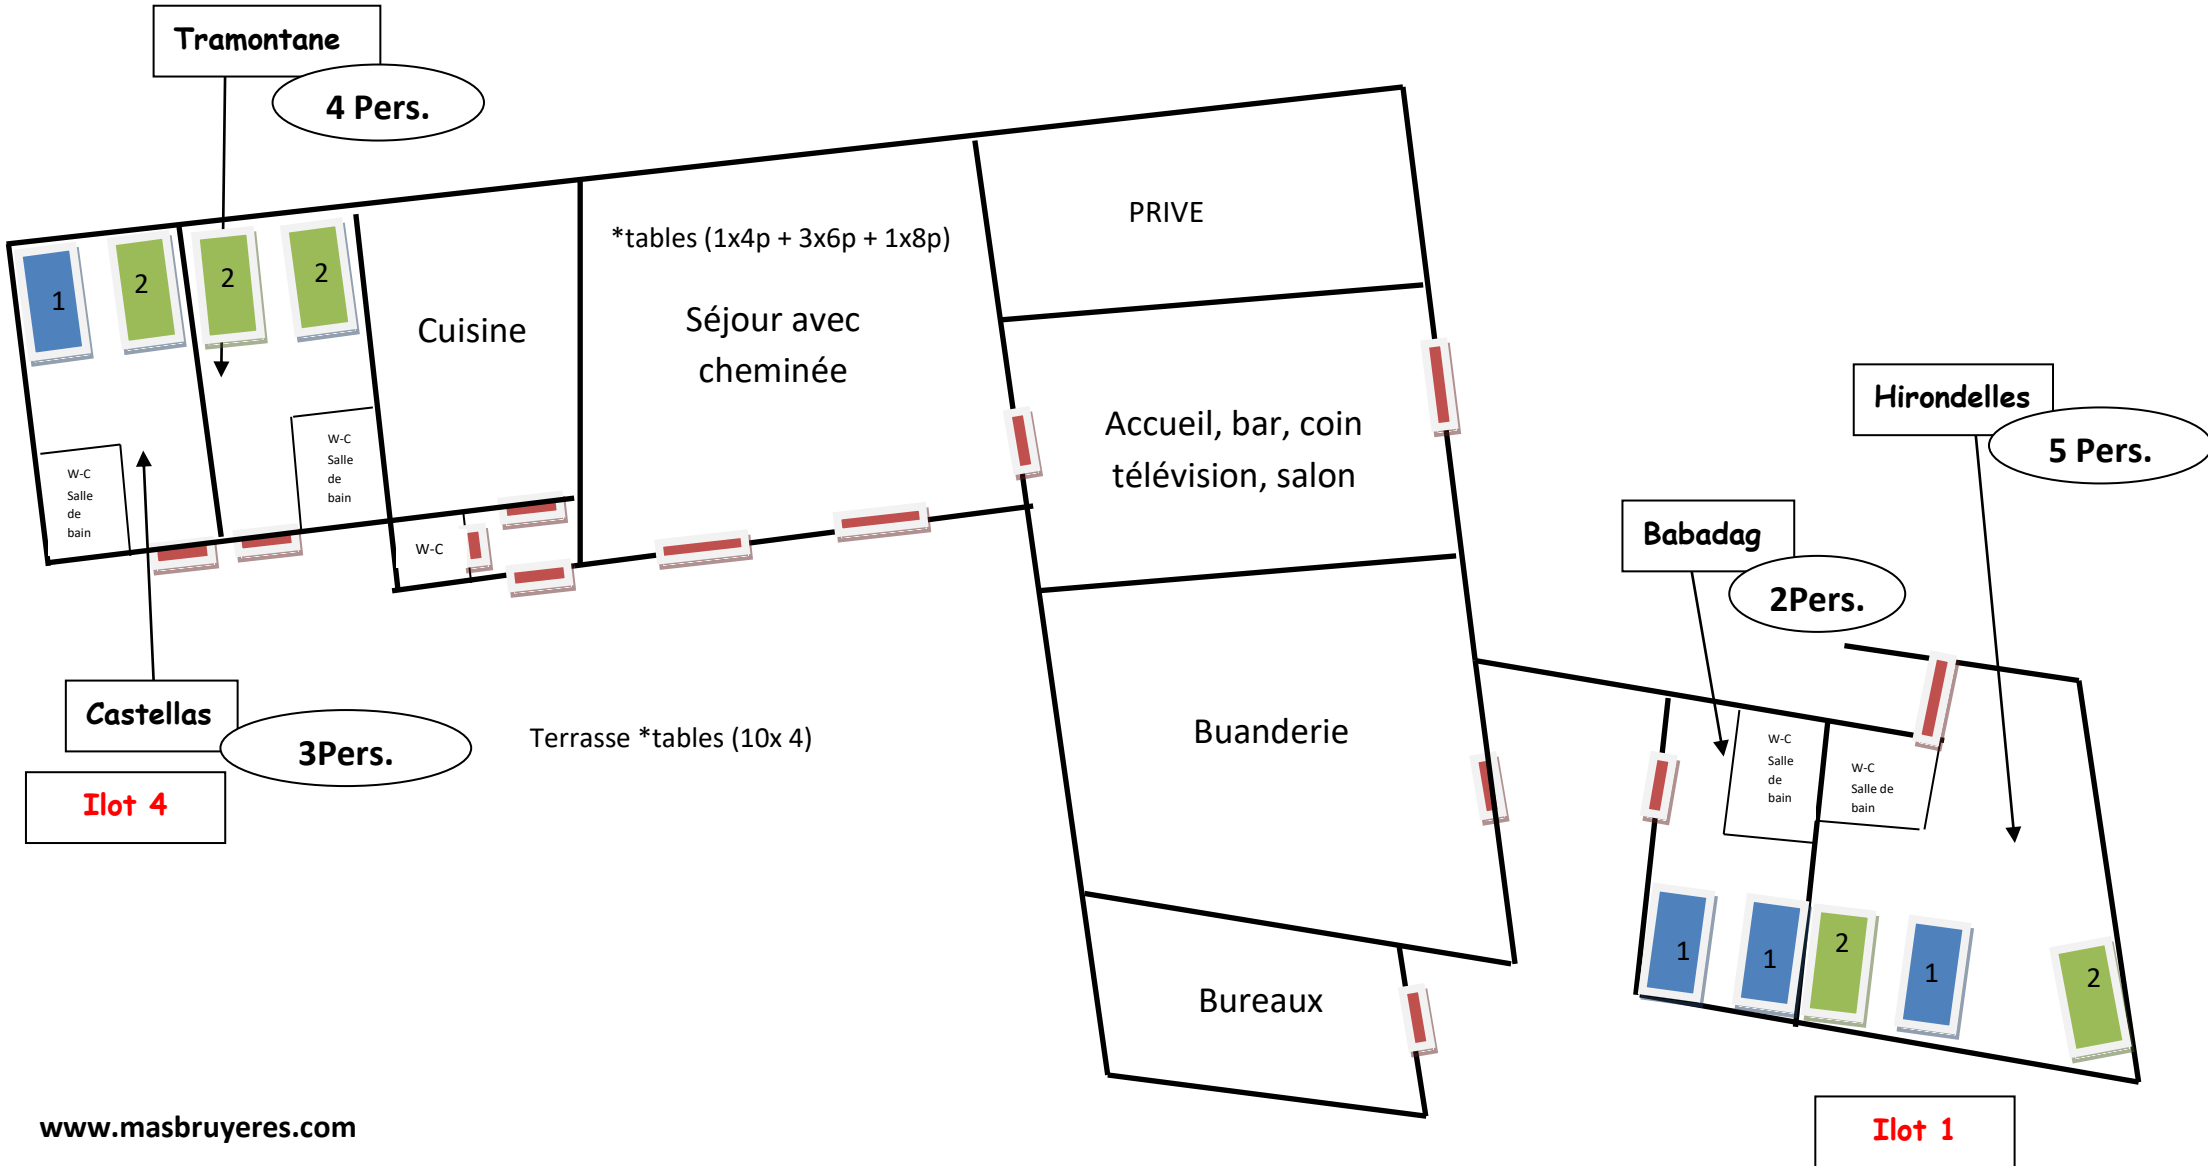 Tramontane
4 Pers.
1
2
2
2
Cuisine
*tables (1x4p + 3x6p + 1x8p)
Séjour avec
cheminée
PRIVE
Accueil, bar, coin
télévision, salon
W-C
Salle
de
bain
W-C
Salle
de
bain
W-C
Castellas
3Pers.
Ilot 4
Terrasse *tables (10x 4)
Buanderie
Bureaux
Hirondelles
5 Pers.
Babadag
2Pers.
W-C
Salle
de
bain
W-C
Salle de
bain
1
1
2
1
2
Ilot 1
www.masbruyeres.com